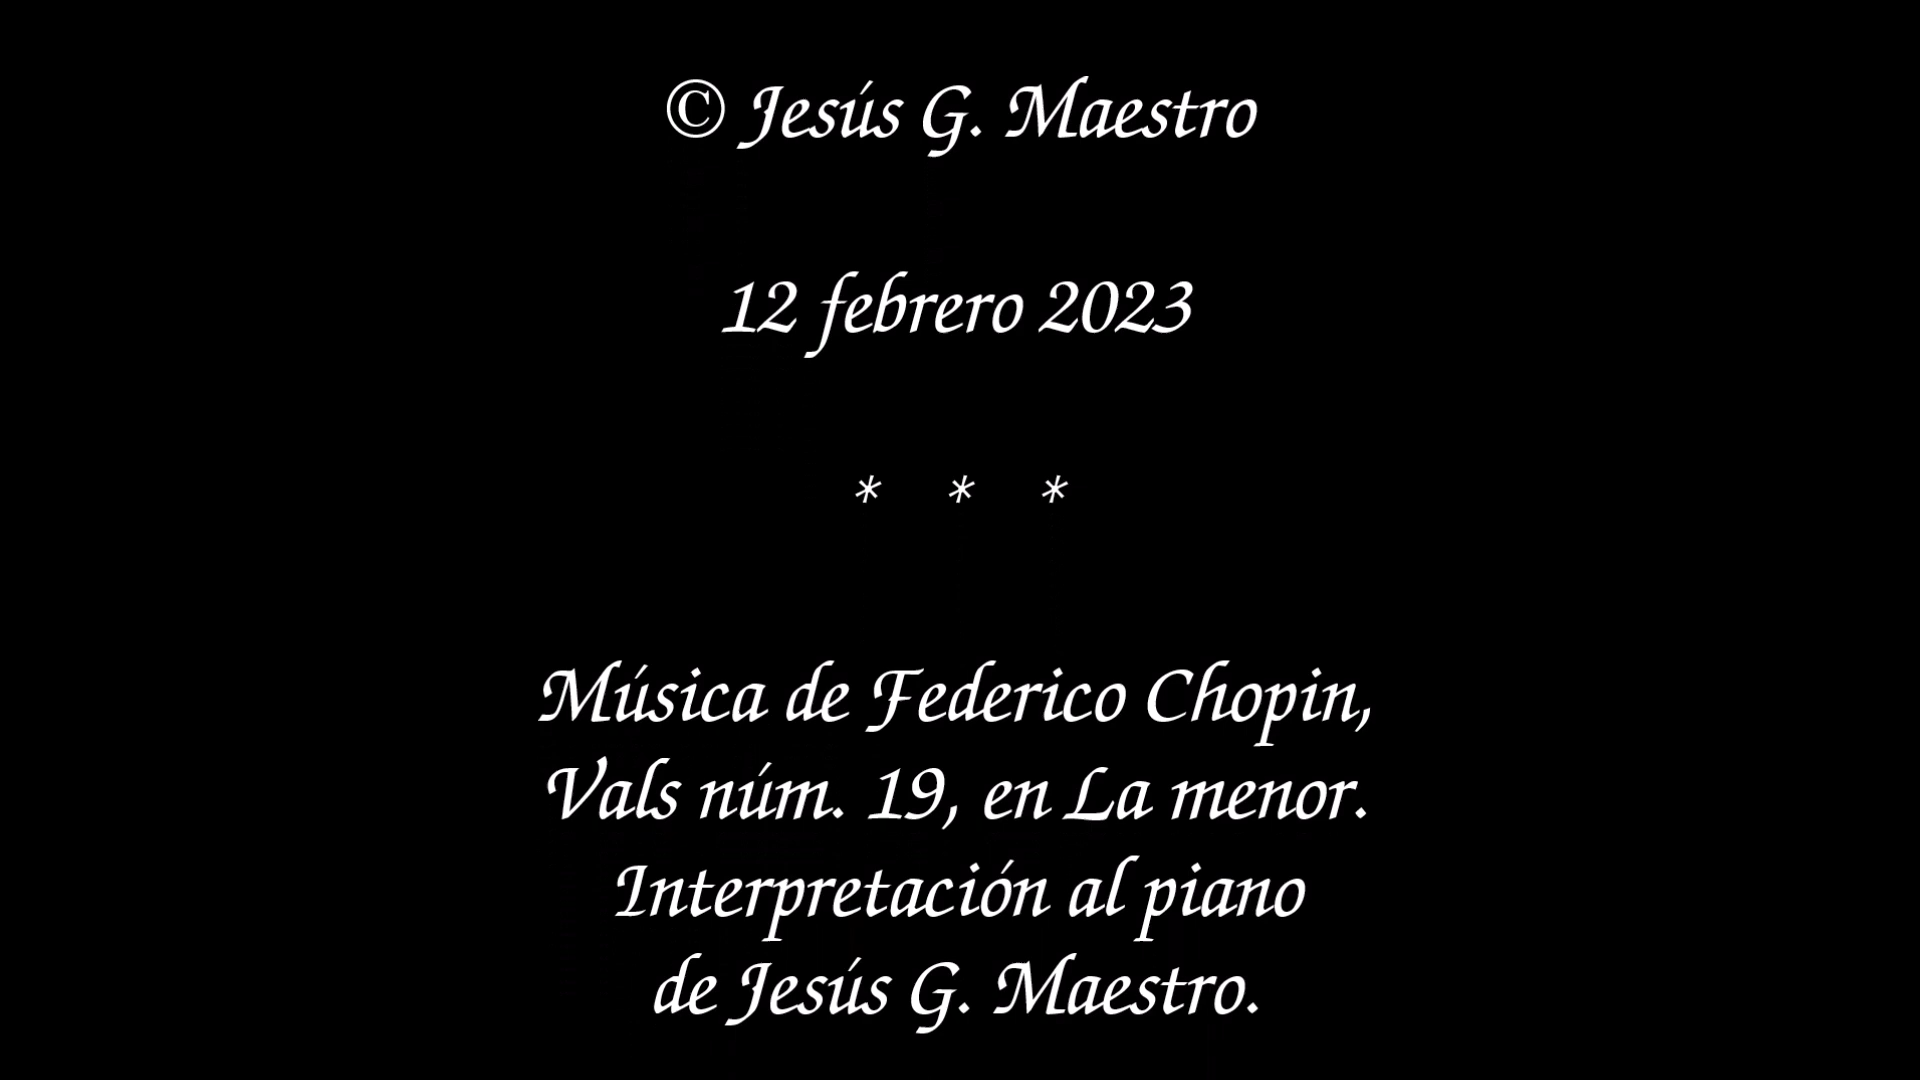 © Jesús G. Maestro
12 febrero 2023
* * *
Música de Federico Chopin,
Vals núm. 19, en La menor.
Interpretación al piano
de Jesús G. Maestro.